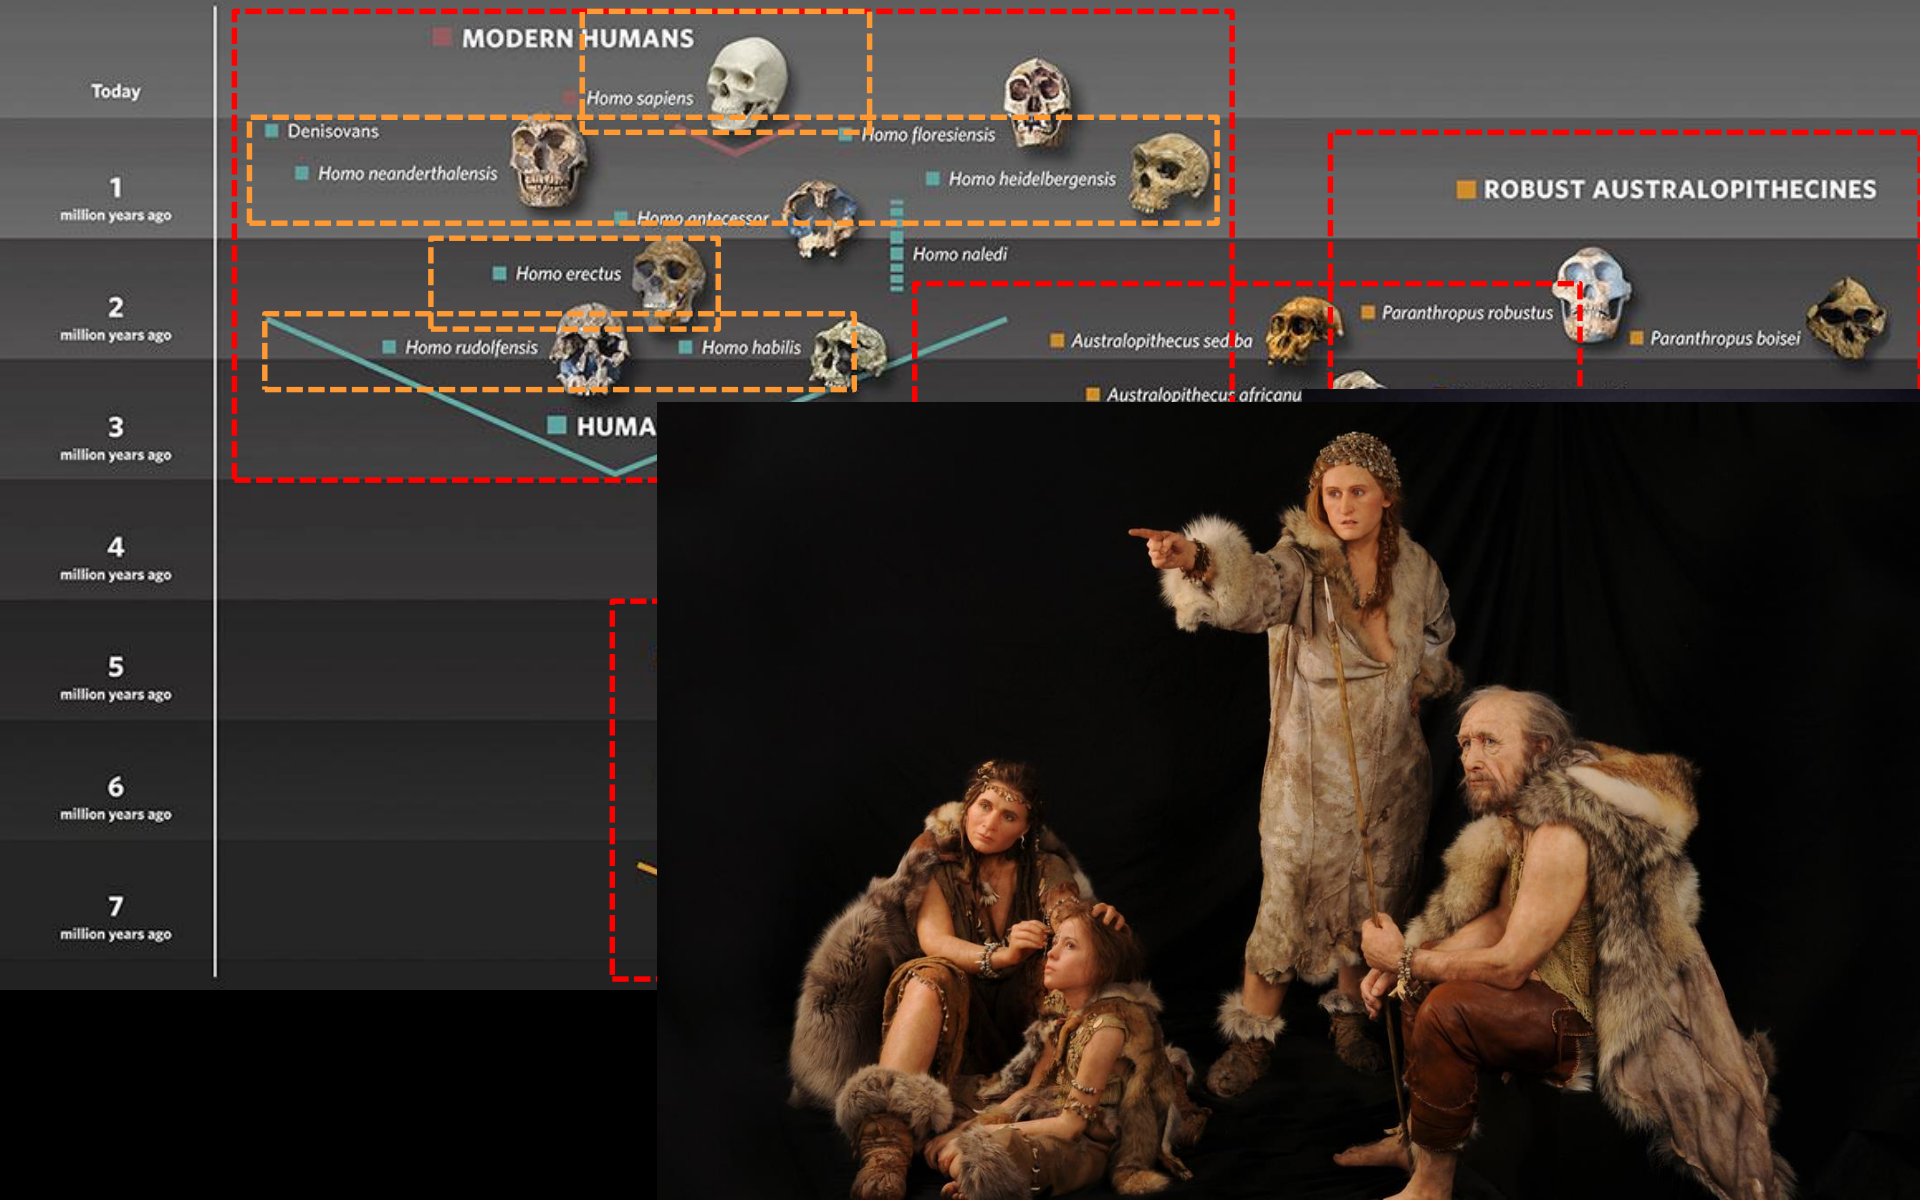 MODERN HUMANS
Today
Homo sapiens
Denisovans
Homo floresiensis
Homo neanderthalensis
Homo heidelbergensis
1
million years ago
ROBUST AUSTRALOPITHECINES
Homo antecessor
Homo naledi
Homo erectus
2
million years ago
Paranthropus robustus
Paranthropus boisei
Australopithecus sediba
Homo rudolfensis
Homo habilis
Australopithecus africanu
3
million years ago
HUMA
4
million years ago
5
million years ago
6
million years ago
7
million years ago